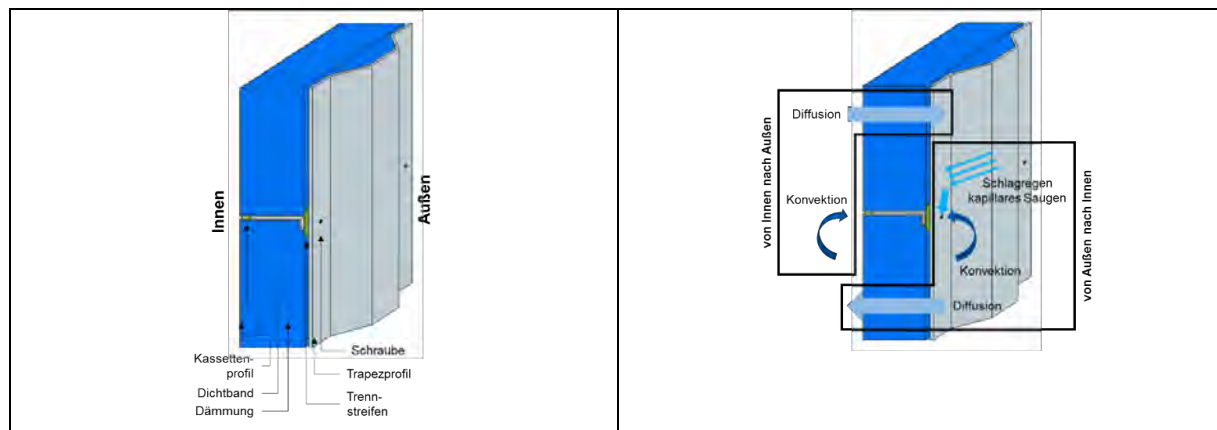 Innen
Außen
Kassetten-
profil
Dichtband
Dämmung
Schraube
Trapezprofil
Trenn-
streifen
von Innen nach Außen
Diffusion
Konvektion
Schlagregen
kapillares Saugen
Konvektion
Diffusion
von Außen nach Innen